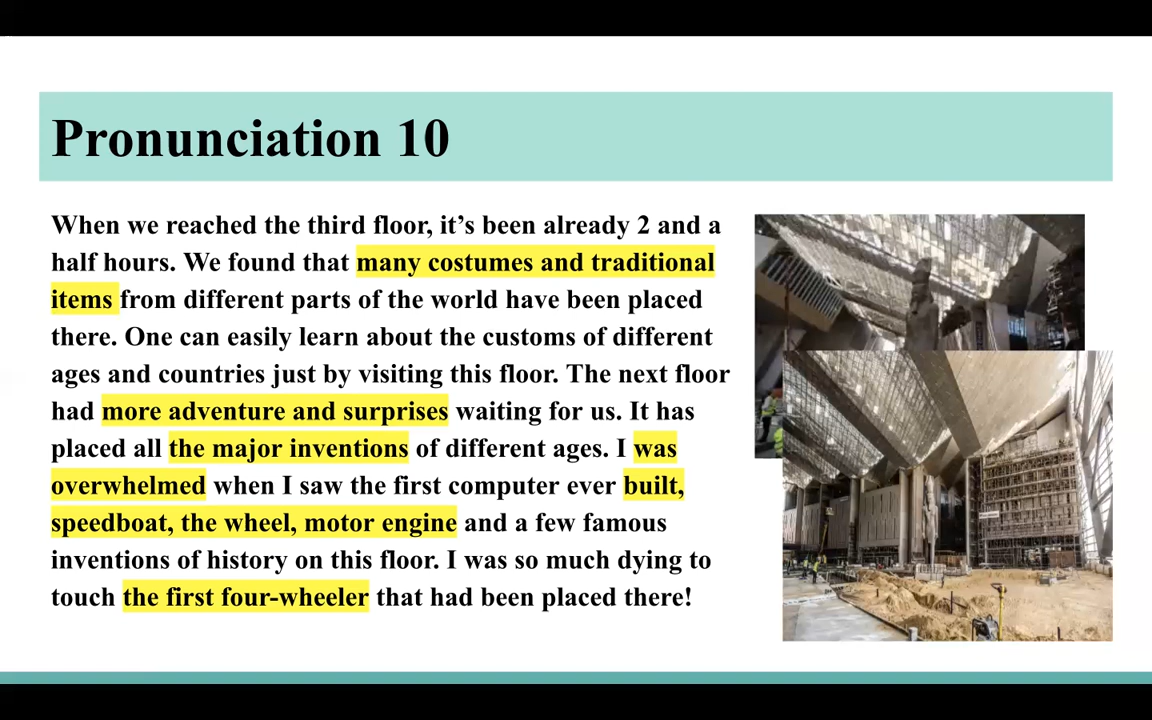 Pronunciation 10
When we reached the third floor, it’s been already 2 and a
half hours. We found that many costumes and traditional
items from different parts of the world have been placed
there. One can easily learn about the customs of different
ages and countries just by visiting this floor. The next floor
had more adventure and surprises waiting for us. It has
placed all the major inventions of different ages. I was
overwhelmed when I saw the first computer ever built,
speedboat, the wheel, motor engine and a few famous
inventions of history on this floor. I was so much dying to
touch the first four-wheeler that had been placed there!